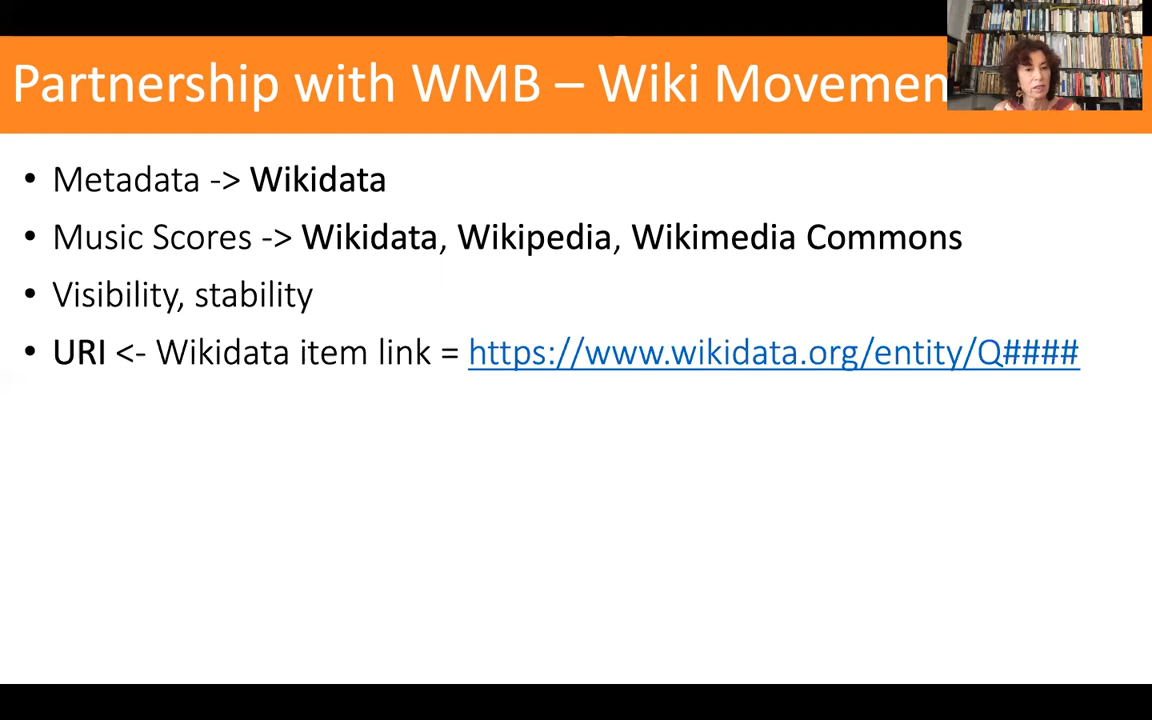 Partnership with WMB – Wiki Movemen
• Metadata -> Wikidata
• Music Scores -> Wikidata, Wikipedia, Wikimedia Commons
• Visibility, stability
• URI <- Wikidata item link = https://www.wikidata.org/entity/Q####